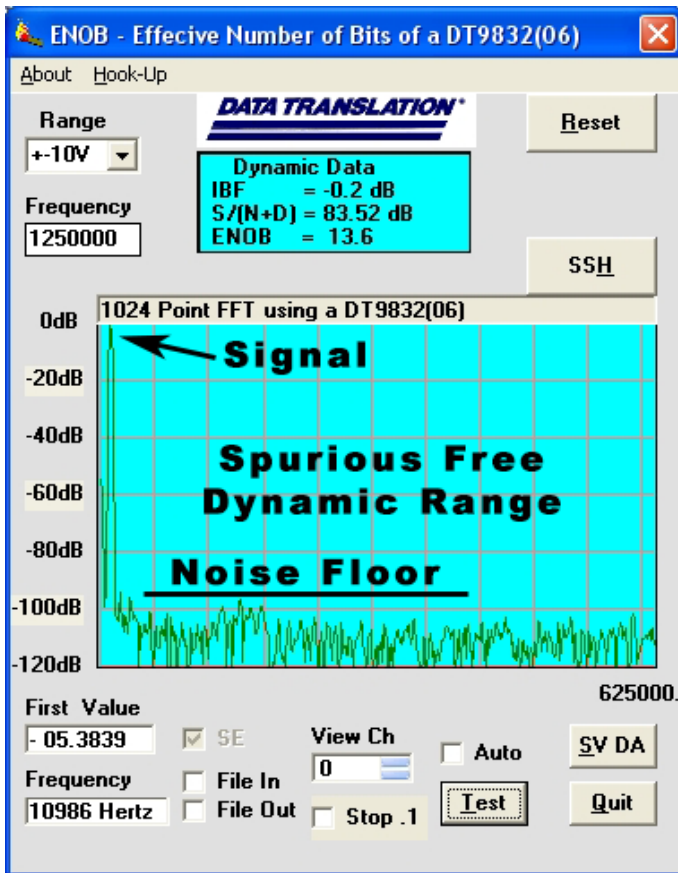 ENOB - Effecive Number of Bits of a DT9832(06)
About Hook-Up
Range
+-10V
Frequency
1250000
DATA TRANSLATION
Dynamic Data
IBF = -0.2 dB
S/(N+D) = 83.52 dB
ENOB = 13.6
Reset
SSH
1024 Point FFT using a DT9832(06)
0dB
-20dB
-40dB
-60dB
-80dB
-100dB
-120dB
Signal
Spurious Free
Dynamic Range
Noise Floor
625000.
First Value
- 05.3839
Frequency
10986 Hertz
SE
File In
File Out
View Ch
0
Stop .1
Auto
Test
SV DA
Quit